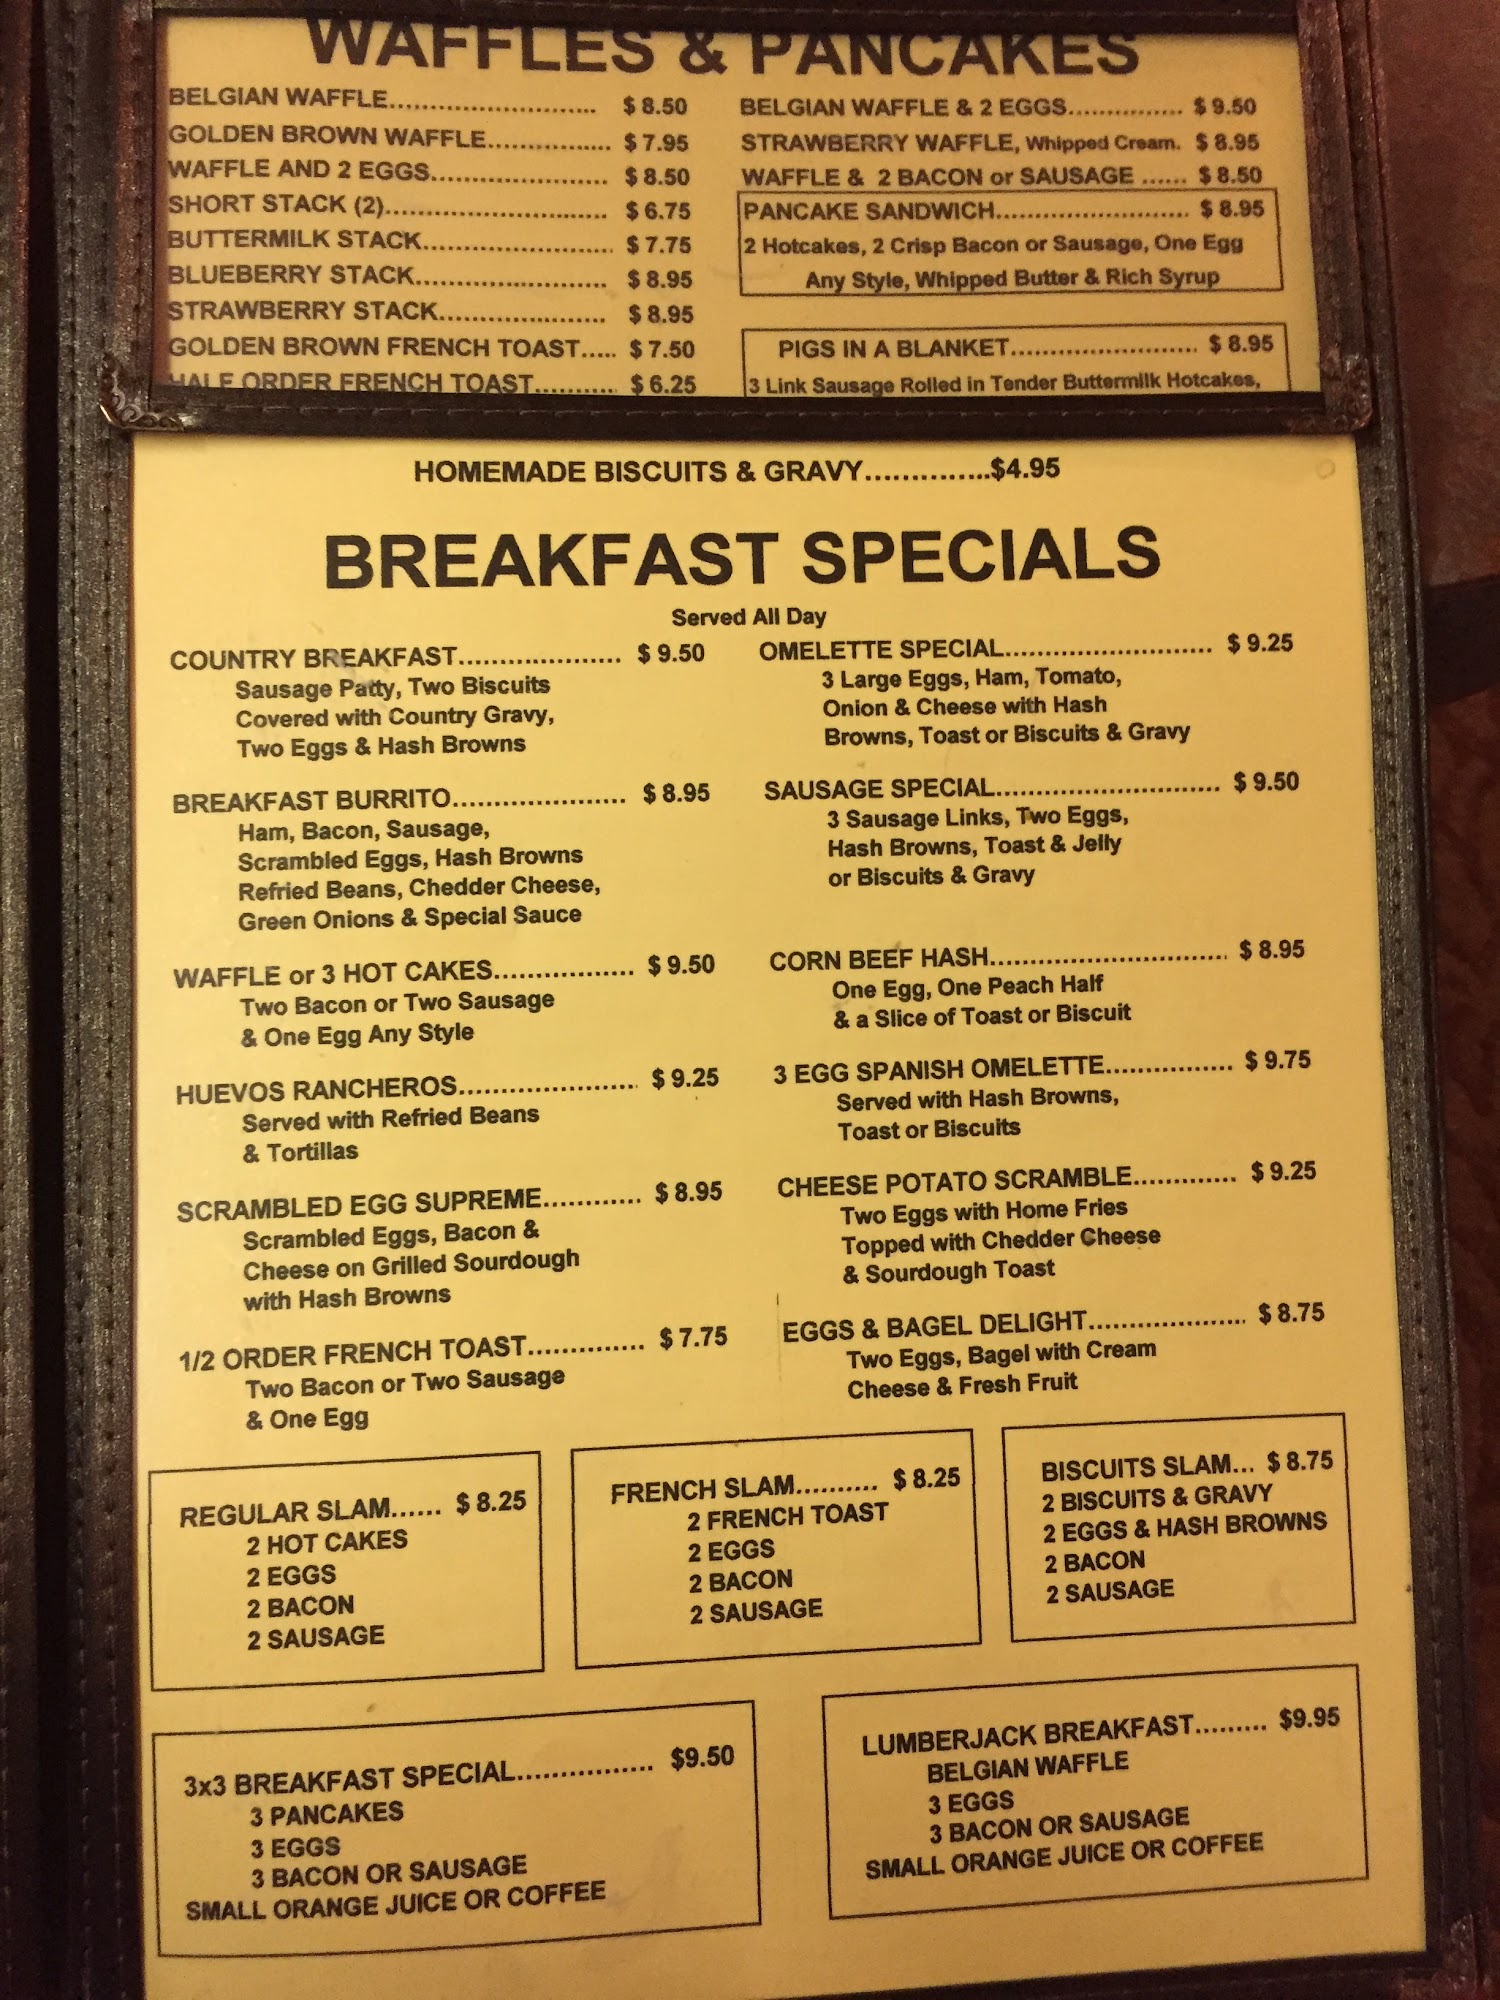 WAFFLES & PANCAKES
BELGIAN WAFFLE.......................... $ 8.50
GOLDEN BROWN WAFFLE................ $ 7.95
WAFFLE AND 2 EGGS....................... $ 8.50
SHORT STACK (2)............................ $ 6.75
BUTTERMILK STACK........................ $ 7.75
BLUEBERRY STACK......................... $ 8.95
STRAWBERRY STACK..................... $ 8.95
GOLDEN BROWN FRENCH TOAST..... $ 7.50
HALF ORDER FRENCH TOAST.......... $ 6.25
BELGIAN WAFFLE & 2 EGGS............... $ 9.50
STRAWBERRY WAFFLE, Whipped Cream. $ 8.95
WAFFLE & 2 BACON or SAUSAGE ...... $ 8.50
PANCAKE SANDWICH......................... $ 8.95
2 Hotcakes, 2 Crisp Bacon or Sausage, One Egg
Any Style, Whipped Butter & Rich Syrup
PIGS IN A BLANKET........................ $ 8.95
3 Link Sausage Rolled in Tender Buttermilk Hotcakes,
HOMEMADE BISCUITS & GRAVY..............$4.95
BREAKFAST SPECIALS
Served All Day
COUNTRY BREAKFAST..................... $ 9.50
Sausage Patty, Two Biscuits
Covered with Country Gravy,
Two Eggs & Hash Browns
BREAKFAST BURRITO...................... $ 8.95
Ham, Bacon, Sausage,
Scrambled Eggs, Hash Browns
Refried Beans, Chedder Cheese,
Green Onions & Special Sauce
WAFFLE or 3 HOT CAKES................. $ 9.50
Two Bacon or Two Sausage
& One Egg Any Style
HUEVOS RANCHEROS...................... $ 9.25
Served with Refried Beans
& Tortillas
SCRAMBLED EGG SUPREME............ $ 8.95
Scrambled Eggs, Bacon &
Cheese on Grilled Sourdough
with Hash Browns
1/2 ORDER FRENCH TOAST.............. $ 7.75
Two Bacon or Two Sausage
& One Egg
OMELETTE SPECIAL.......................... $ 9.25
3 Large Eggs, Ham, Tomato,
Onion & Cheese with Hash
Browns, Toast or Biscuits & Gravy
SAUSAGE SPECIAL............................ $ 9.50
3 Sausage Links, Two Eggs,
Hash Browns, Toast & Jelly
or Biscuits & Gravy
CORN BEEF HASH.............................. $ 8.95
One Egg, One Peach Half
& a Slice of Toast or Biscuit
3 EGG SPANISH OMELETTE................ $ 9.75
Served with Hash Browns,
Toast or Biscuits
CHEESE POTATO SCRAMBLE............. $ 9.25
Two Eggs with Home Fries
Topped with Chedder Cheese
& Sourdough Toast
EGGS & BAGEL DELIGHT.................... $ 8.75
Two Eggs, Bagel with Cream
Cheese & Fresh Fruit
REGULAR SLAM...... $ 8.25
2 HOT CAKES
2 EGGS
2 BACON
2 SAUSAGE
FRENCH SLAM.......... $ 8.25
2 FRENCH TOAST
2 EGGS
2 BACON
2 SAUSAGE
BISCUITS SLAM... $ 8.75
2 BISCUITS & GRAVY
2 EGGS & HASH BROWNS
2 BACON
2 SAUSAGE
3x3 BREAKFAST SPECIAL................ $9.50
3 PANCAKES
3 EGGS
3 BACON OR SAUSAGE
SMALL ORANGE JUICE OR COFFEE
LUMBERJACK BREAKFAST......... $9.95
BELGIAN WAFFLE
3 EGGS
3 BACON OR SAUSAGE
SMALL ORANGE JUICE OR COFFEE